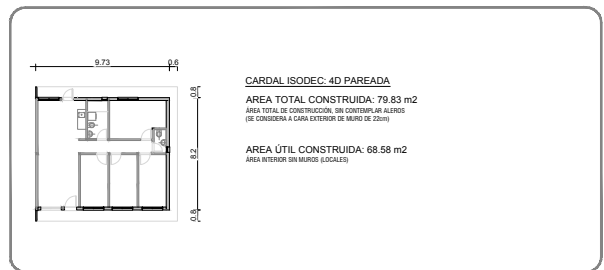 9.73 0.6
0.8
8.2
0.8
CARDAL ISODEC: 4D PAREADA
AREA TOTAL CONSTRUIDA: 79.83 m2
ÁREA TOTAL DE CONSTRUCCIÓN, SIN CONTEMPLAR ALEROS
(SE CONSIDERA A CARA EXTERIOR DE MURO DE 22cm)
AREA ÚTIL CONSTRUIDA: 68.58 m2
ÁREA INTERIOR SIN MUROS (LOCALES)